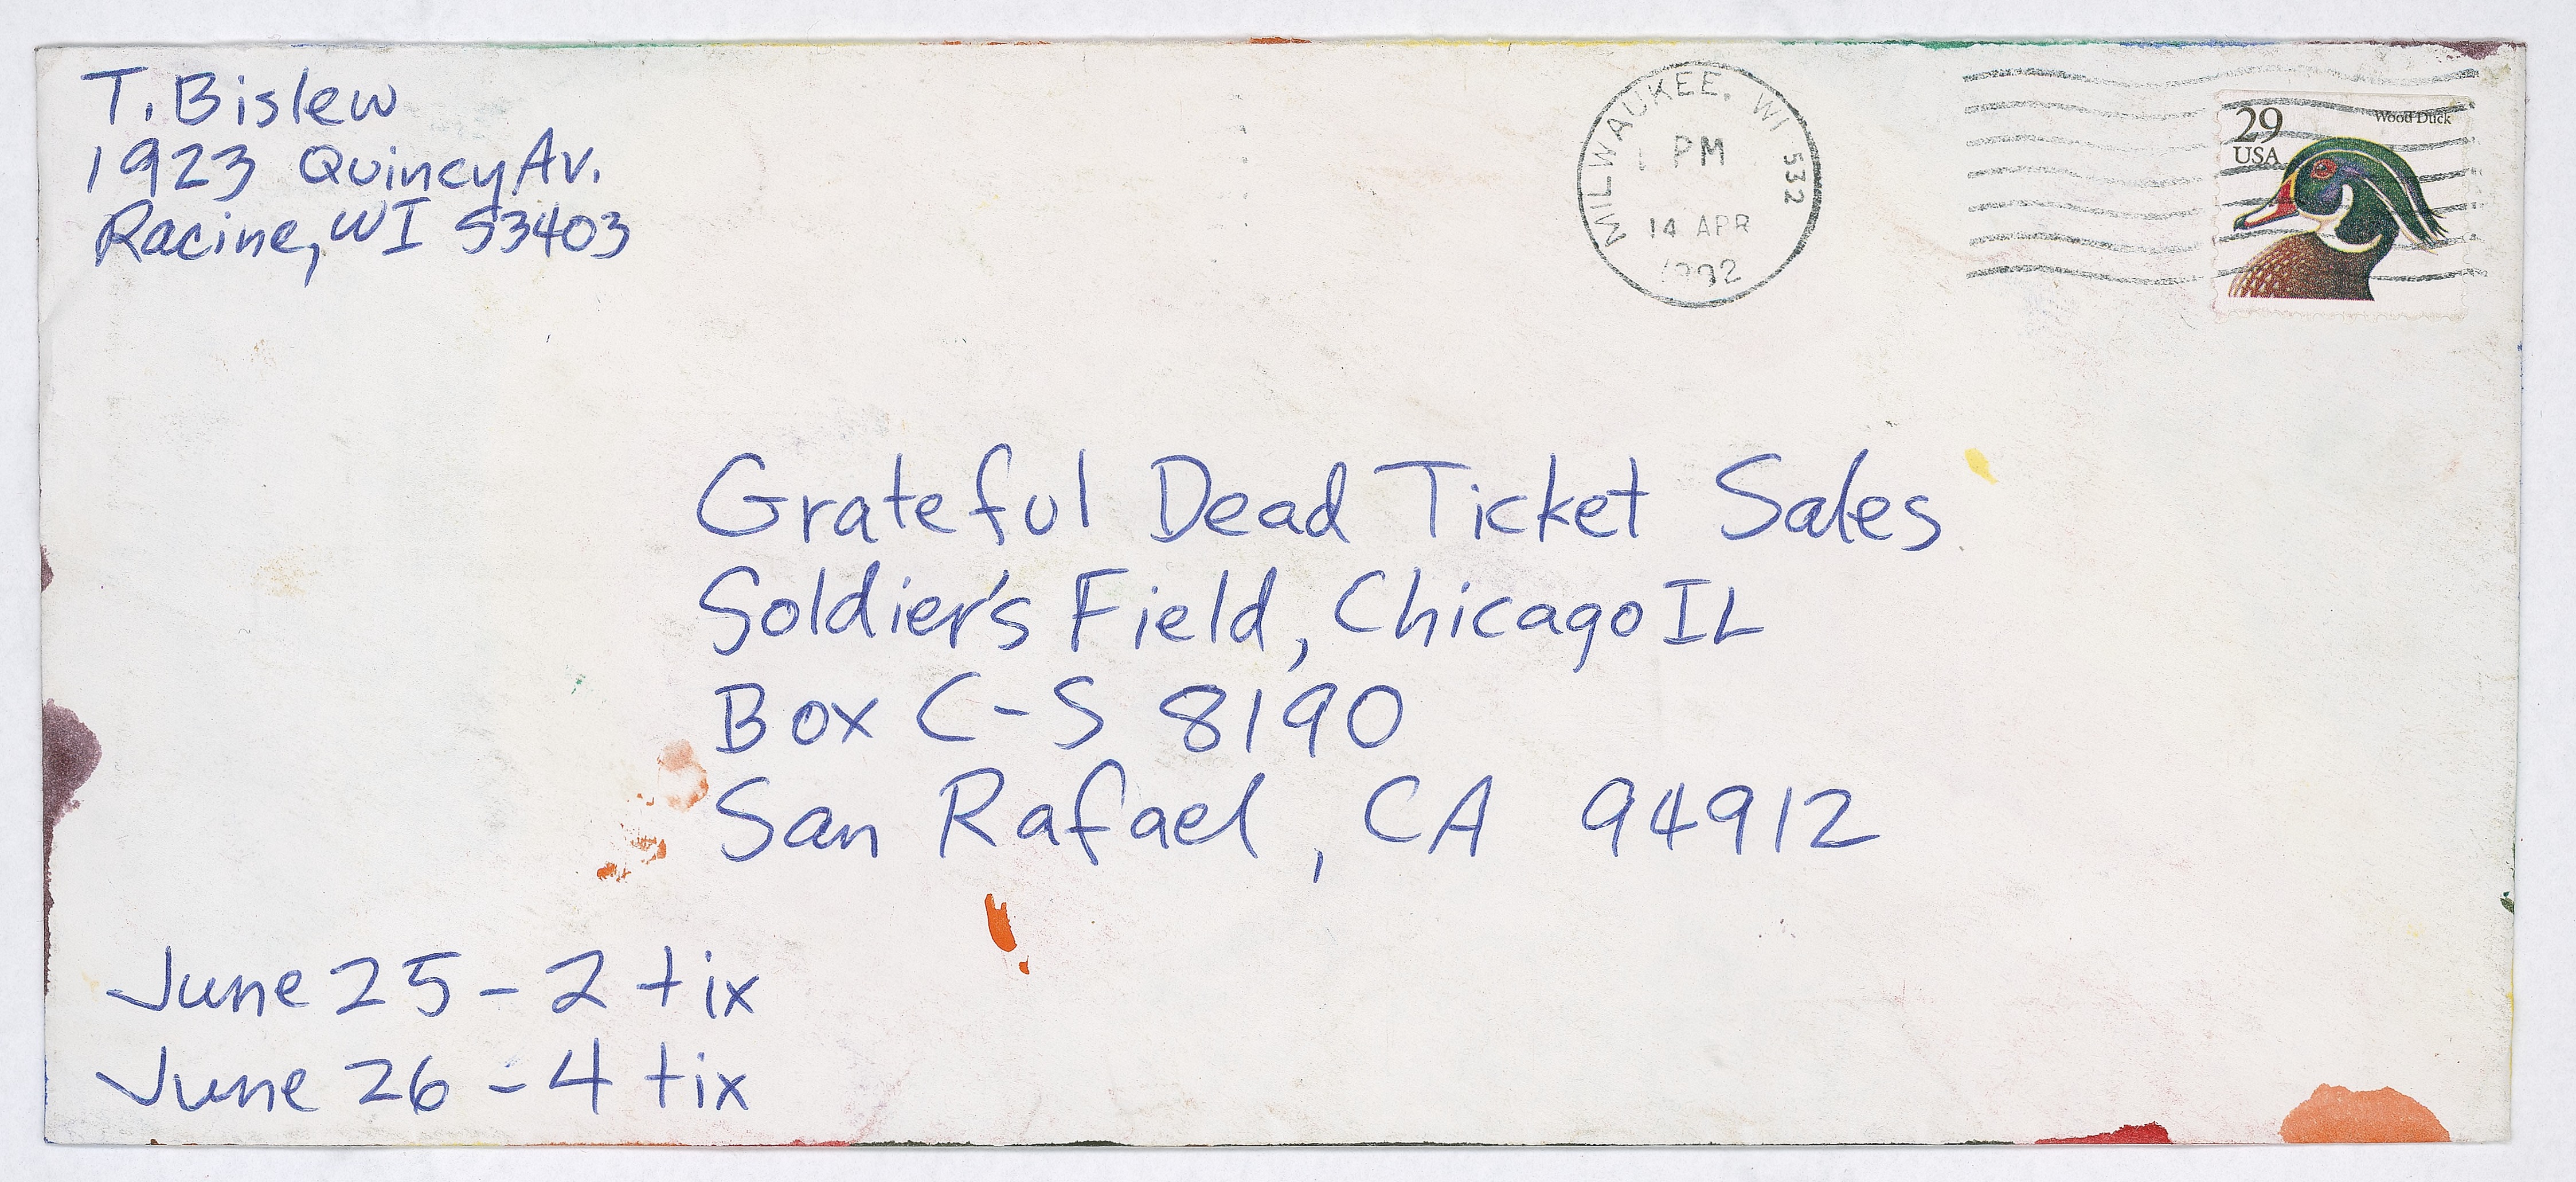 T. Bislew
1923 Quincy Av.
Racine, WI 53403
MILWAUKEE, WI 532
PM
14 APR
1992
29
USA
Wood Duck
Grateful Dead Ticket Sales
Soldier's Field, Chicago IL
Box C-S 8190
San Rafael, CA 94912
June 25 - 2 tix
June 26 - 4 tix